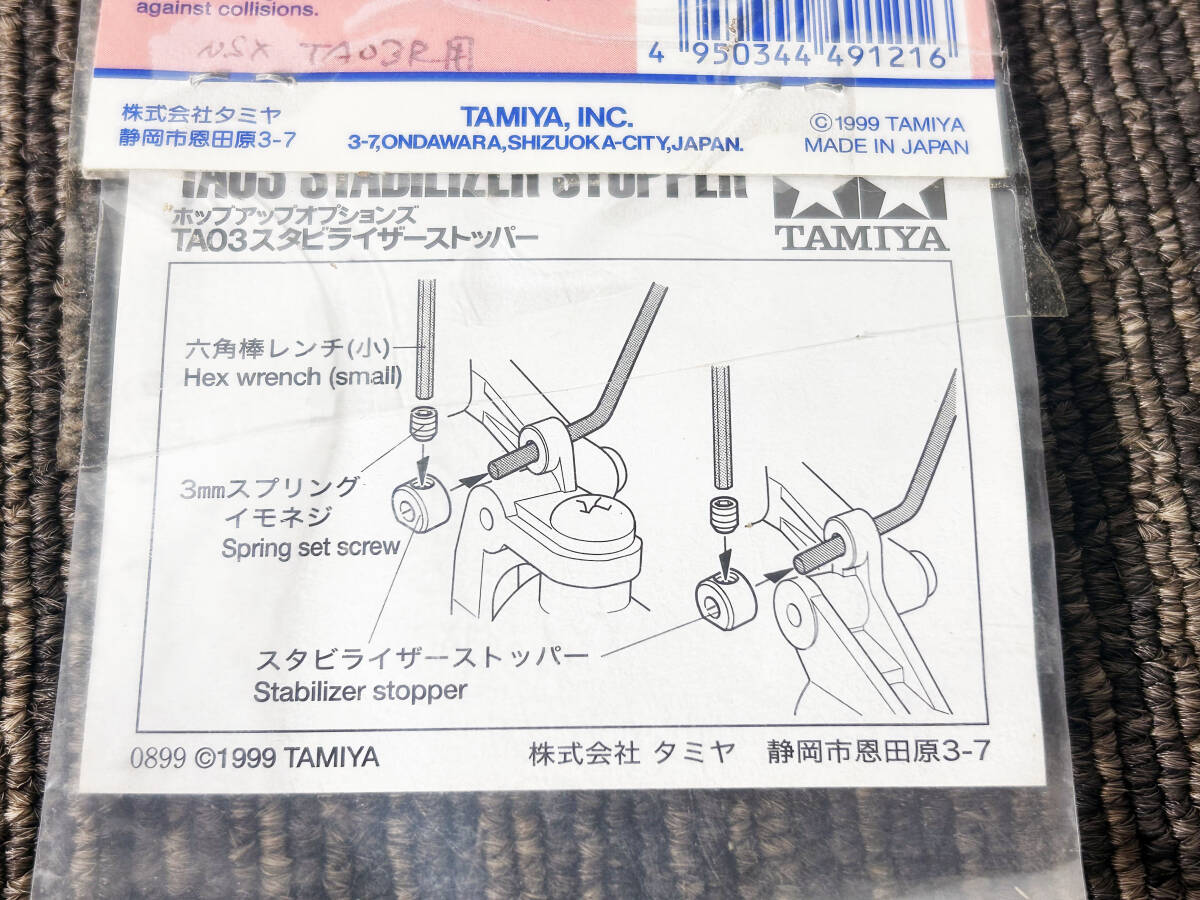 against collisions.
NSX TA03R用
4 950344 491216
株式会社タミヤ
静岡市恩田原3-7
TAMIYA, INC.
3-7,ONDAWARA,SHIZUOKA-CITY,JAPAN.
©1999 TAMIYA
MADE IN JAPAN
TA03 STABILIZER STOPPER
ホップアップオプションズ
TA03スタビライザーストッパー
TAMIYA
六角棒レンチ(小)
Hex wrench (small)
3mmスプリング
イモネジ
Spring set screw
スタビライザーストッパー
Stabilizer stopper
0899 ©1999 TAMIYA
株式会社 タミヤ 静岡市恩田原3-7